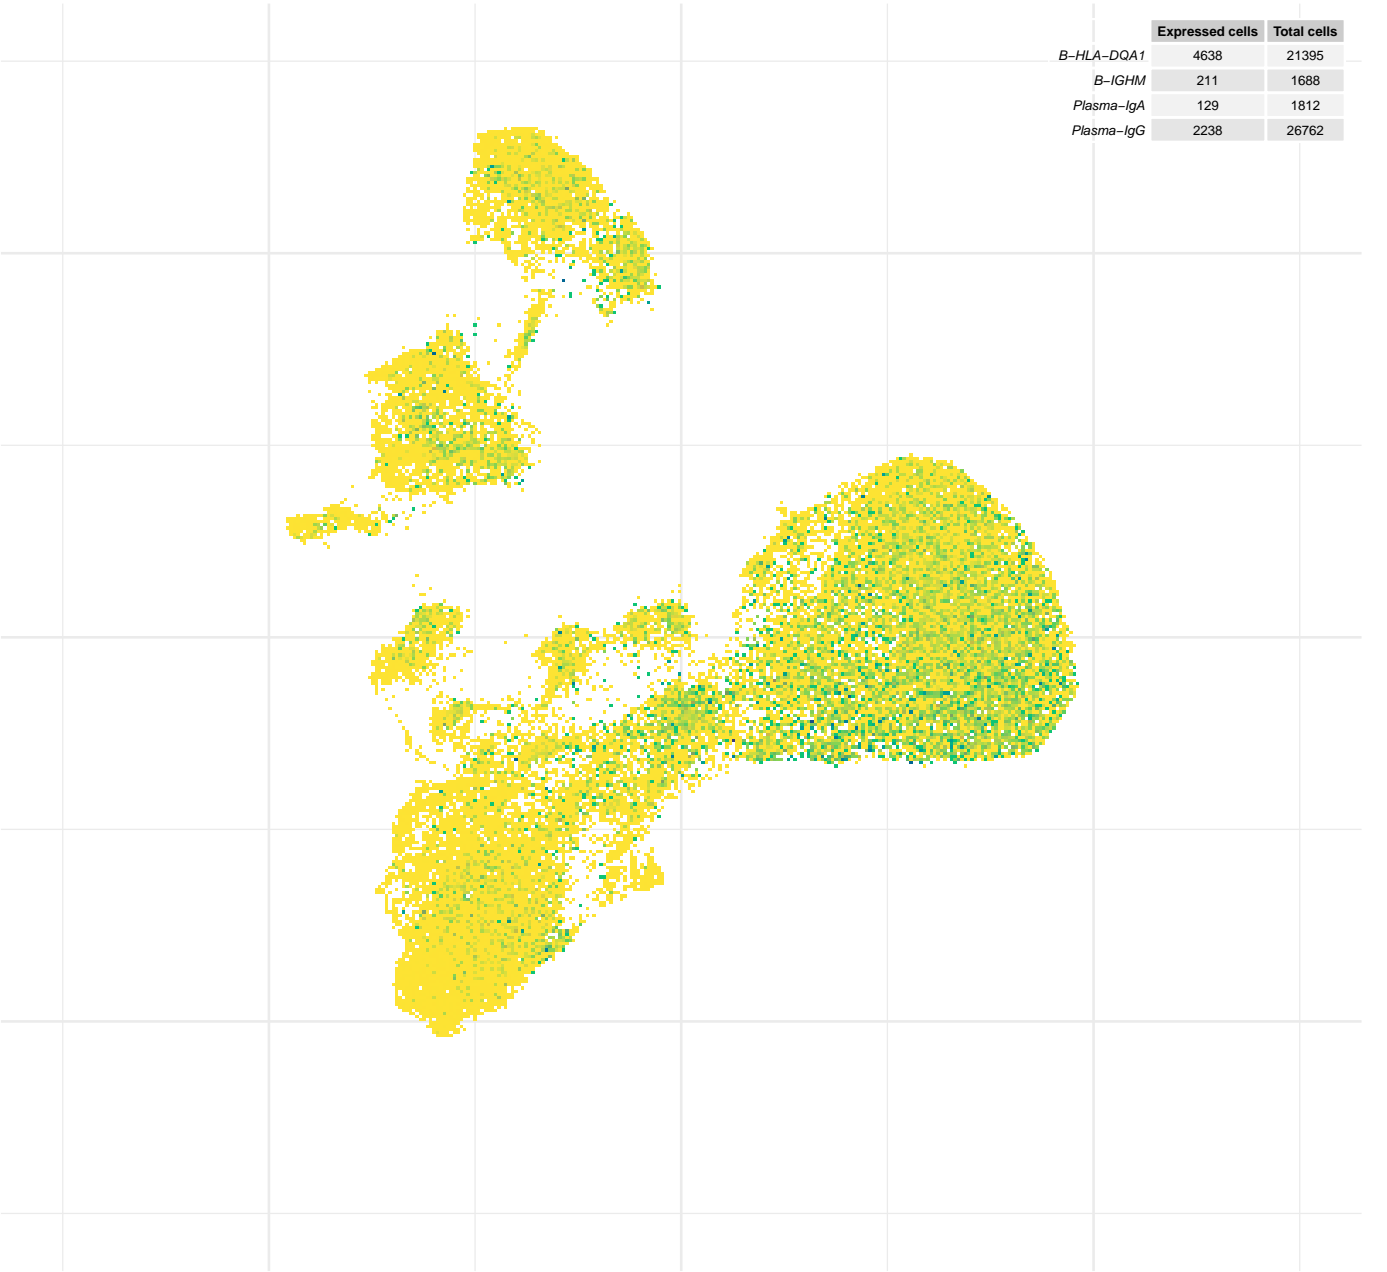 Expressed cells Total cells
B−HLA−DQA1 4638 21395
B−IGHM 211 1688
Plasma−IgA 129 1812
Plasma−IgG 2238 26762